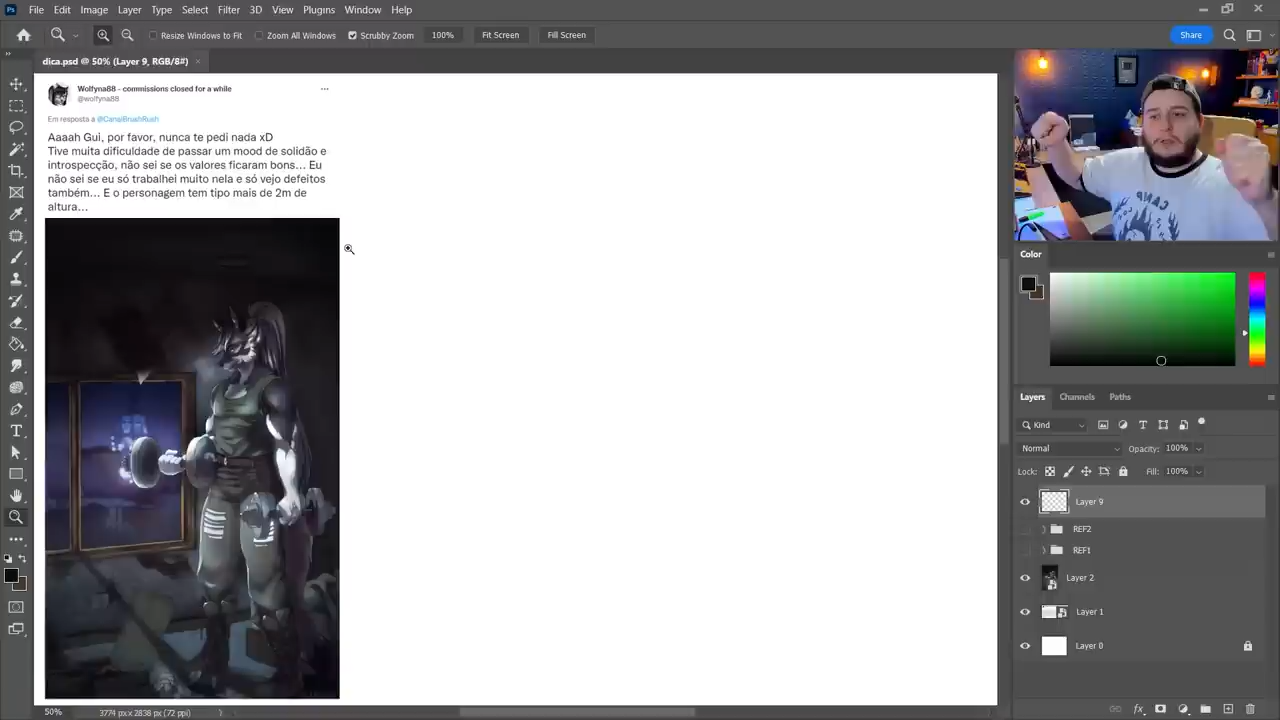 Ps File Edit Image Layer Type Select Filter 3D View Plugins Window Help
Resize Windows to Fit Zoom All Windows Scrubby Zoom 100% Fit Screen Fill Screen Share
dica.psd @ 50% (Layer 9, RGB/8#) ×
Wolfyna88 - commissions closed for a while ...
@wolfyna88
Em resposta a @CanalBrushRush
Aaaah Gui, por favor, nunca te pedi nada xD
Tive muita dificuldade de passar um mood de solidão e
introspecção, não sei se os valores ficaram bons... Eu
não sei se eu só trabalhei muito nela e só vejo defeitos
também... E o personagem tem tipo mais de 2m de
altura...
Color
Layers Channels Paths
Kind
Normal Opacity: 100%
Lock: Fill: 100%
Layer 9
REF2
REF1
Layer 2
Layer 1
Layer 0
50% 3774 px x 2838 px (72 ppi)